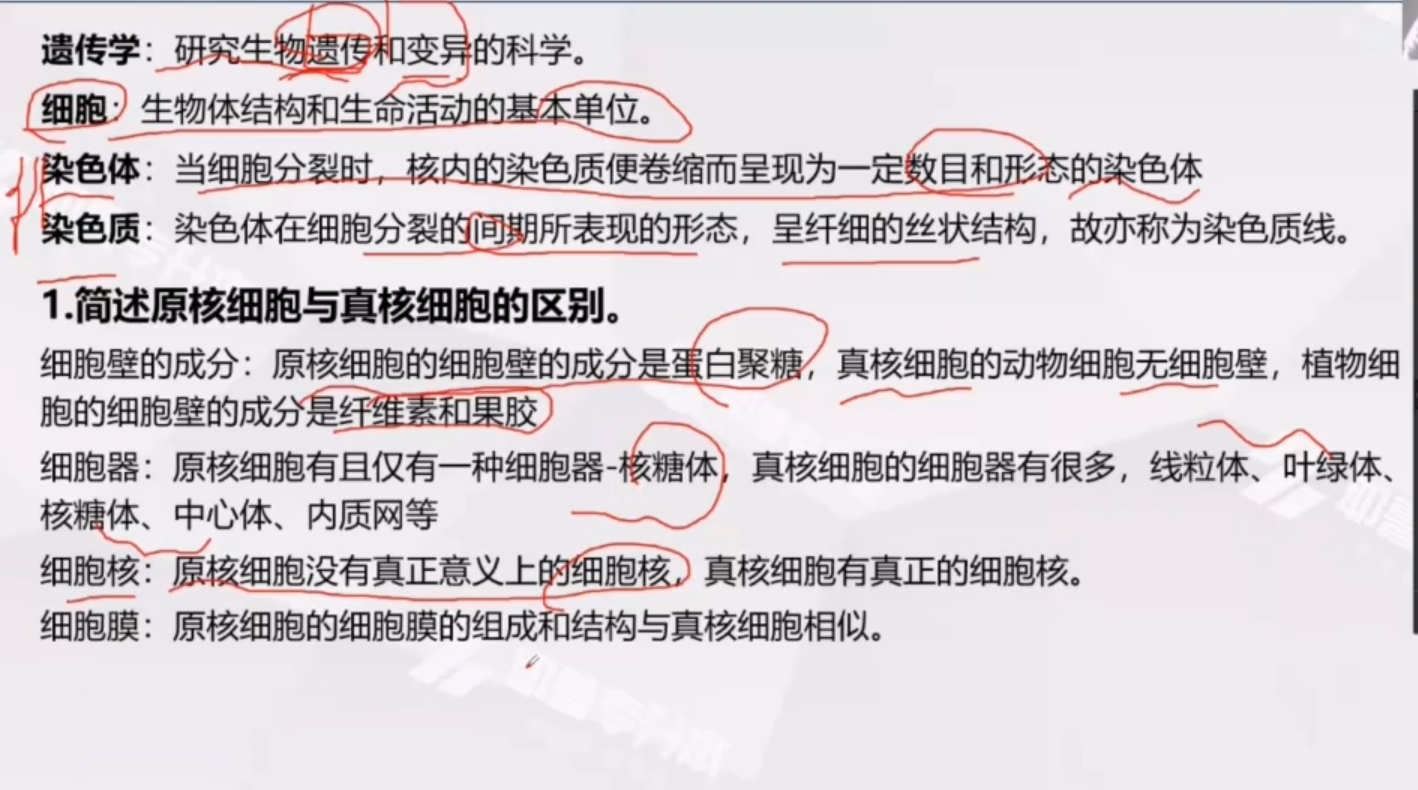 遗传学：研究生物遗传和变异的科学。
细胞：生物体结构和生命活动的基本单位。
染色体：当细胞分裂时，核内的染色质便卷缩而呈现为一定数目和形态的染色体
染色质：染色体在细胞分裂的间期所表现的形态，呈纤细的丝状结构，故亦称为染色质线。
1.简述原核细胞与真核细胞的区别。
细胞壁的成分：原核细胞的细胞壁的成分是蛋白聚糖，真核细胞的动物细胞无细胞壁，植物细
胞的细胞壁的成分是纤维素和果胶
细胞器：原核细胞有且仅有一种细胞器-核糖体，真核细胞的细胞器有很多，线粒体、叶绿体、
核糖体、中心体、内质网等
细胞核：原核细胞没有真正意义上的细胞核，真核细胞有真正的细胞核。
细胞膜：原核细胞的细胞膜的组成和结构与真核细胞相似。